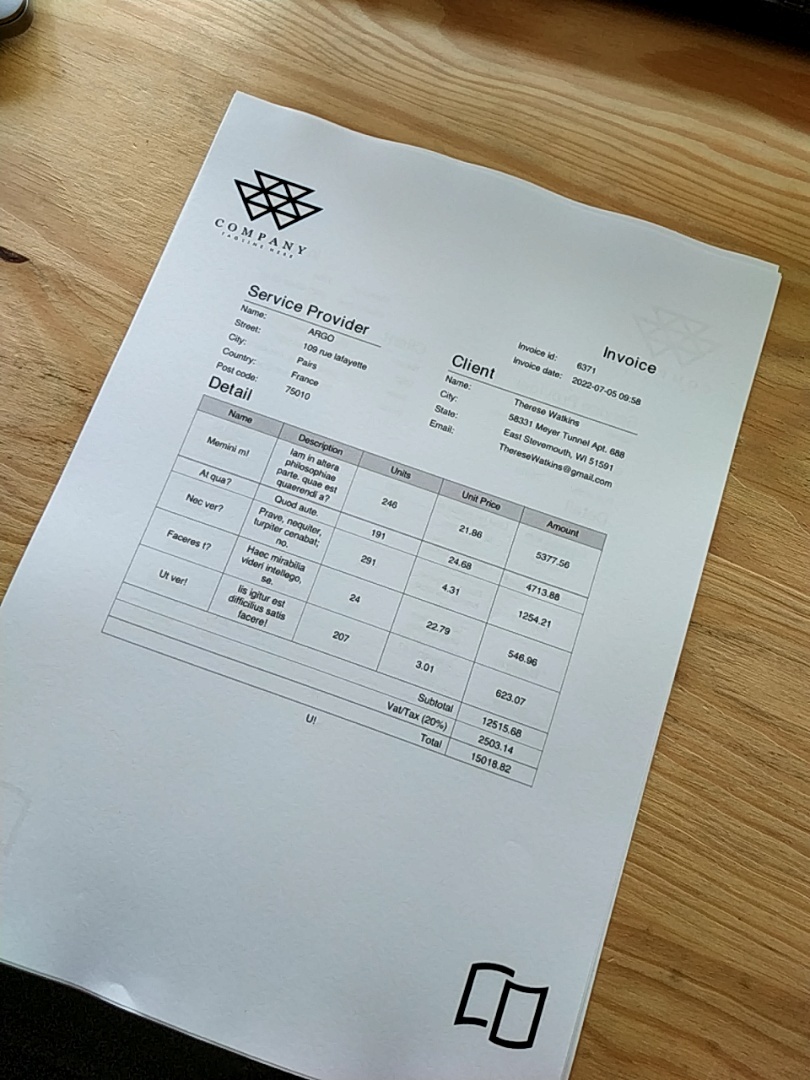 COMPANY
TAGLINE HERE
Invoice
Invoice id: 6371
Invoice date: 2022-07-05 09:58
Service Provider
Name: ARGO
Street: 109 rue lafayette
City: Pairs
Country: France
Post code: 75010
Client
Name: Therese Watkins
City: 58331 Meyer Tunnel Apt. 688
State: East Stevemouth, WI 51591
Email: ThereseWatkins@gmail.com
Detail
Name Description Units Unit Price Amount
Memini m! Iam in altera
philosophiae
parte. quae est
quaerendi a? 246 21.86 5377.56
At qua? Quod aute. 191 24.68 4713.88
Nec ver? Prave, nequiter,
turpiter cenabat;
no. 291 4.31 1254.21
Faceres t? Haec mirabilia
videri intellego,
se. 24 22.79 546.96
Ut ver! Iis igitur est
difficilius satis
facere! 207 3.01 623.07
Subtotal 12515.68
Vat/Tax (20%) 2503.14
Total 15018.82
U!